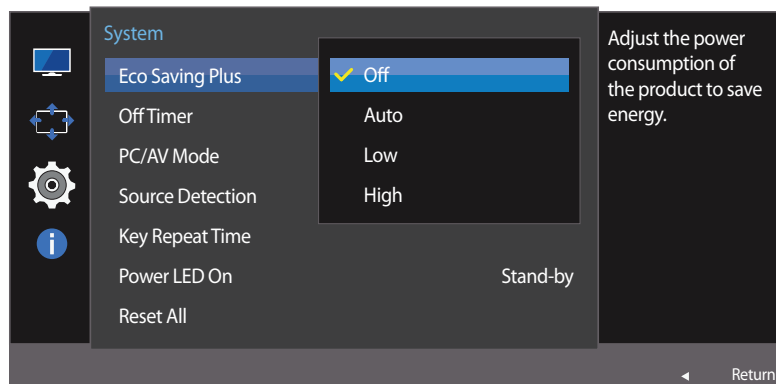 System
Eco Saving Plus
Off
Off Timer
Auto
PC/AV Mode
Low
Source Detection
High
Key Repeat Time
Power LED On Stand-by
Reset All
Adjust the power
consumption of
the product to save
energy.
Return